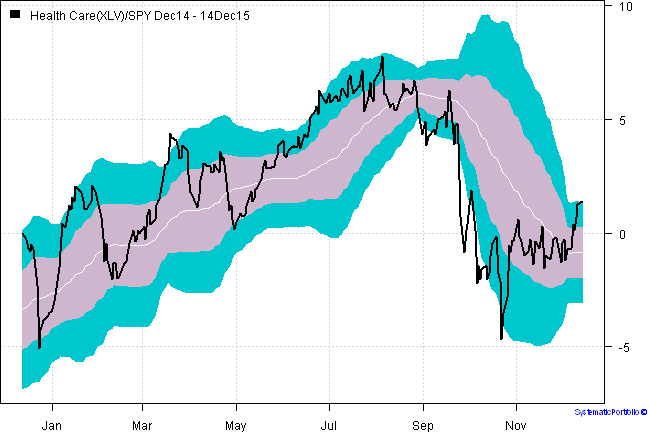 Health Care(XLV)/SPY Dec14 - 14Dec15
10
5
0
-5
Jan Mar May Jul Sep Nov
SystematicPortfolio ©